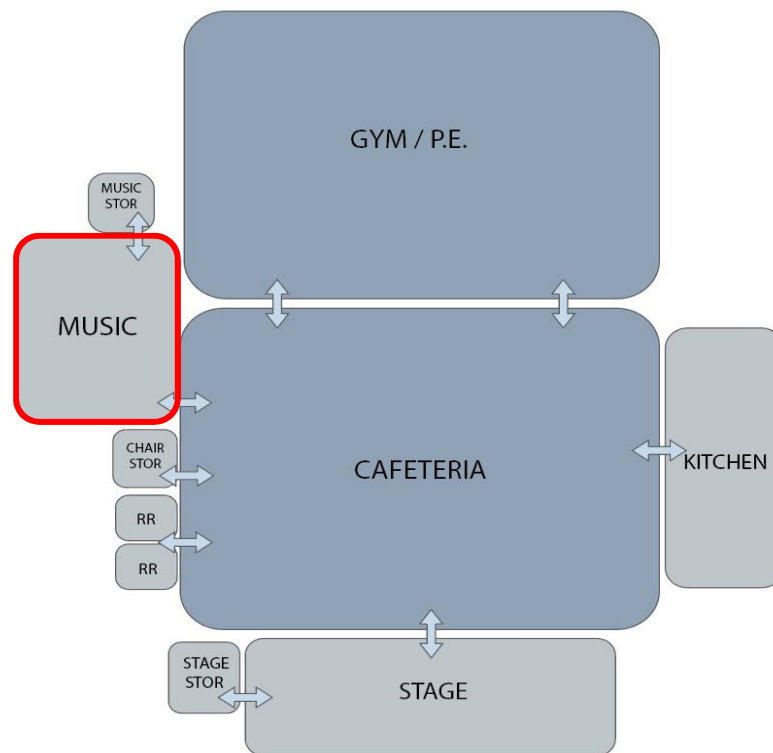 GYM / P.E.
MUSIC
STOR
MUSIC
CHAIR
STOR
CAFETERIA
KITCHEN
RR
RR
STAGE
STOR
STAGE